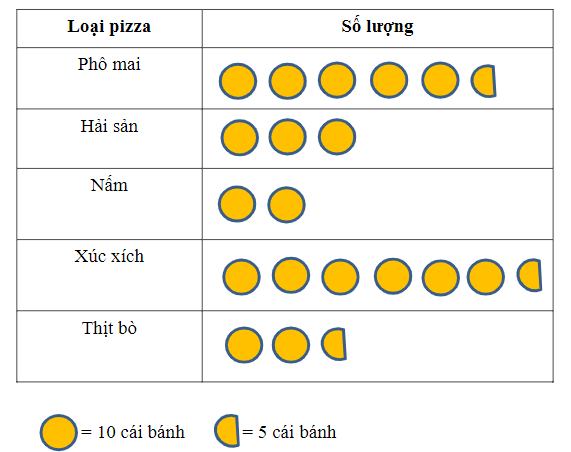 Loại pizza Số lượng
Phô mai
Hải sản
Nấm
Xúc xích
Thịt bò
= 10 cái bánh = 5 cái bánh